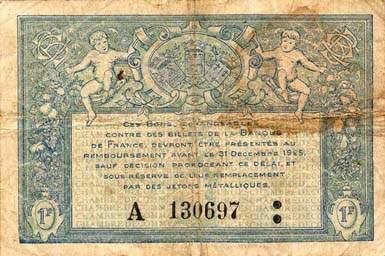 CES BONS, ÉCHANGEABLES
CONTRE DES BILLETS DE LA BANQUE
DE FRANCE, DEVRONT ÊTRE PRÉSENTÉS AU
REMBOURSEMENT AVANT LE 31 DÉCEMBRE 1925,
SAUF DÉCISION PROROGEANT CE DÉLAI, ET
SOUS RÉSERVE DE LEUR REMPLACEMENT
PAR DES JETONS MÉTALLIQUES.
1F A 130697 1F